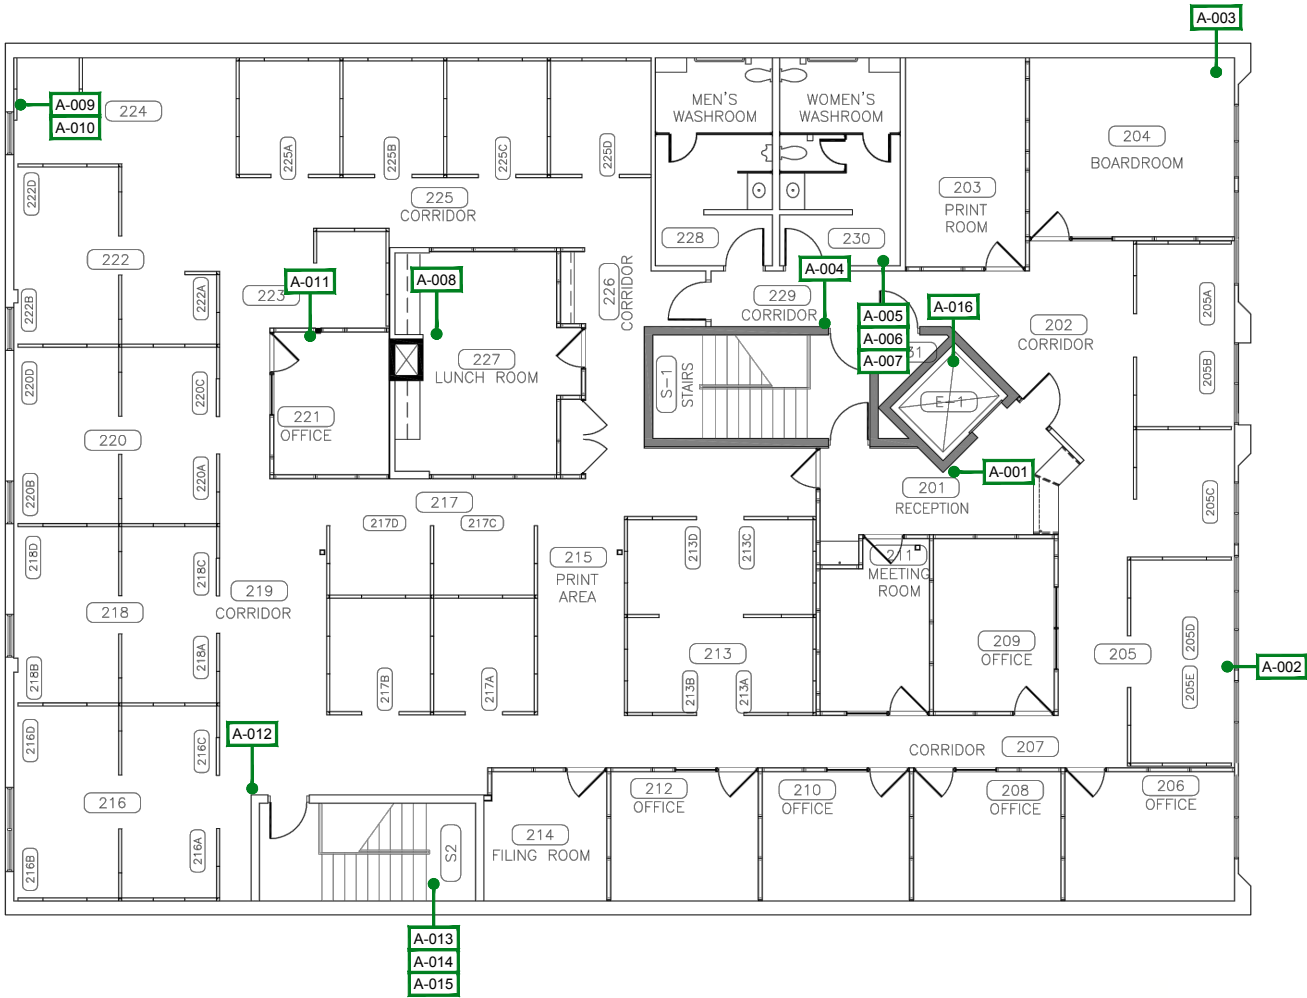 A-003
A-009
A-010
224
MEN'S
WASHROOM
WOMEN'S
WASHROOM
204
BOARDROOM
225A
225B
225C
225D
222D
225
CORRIDOR
203
PRINT
ROOM
228
230
222
223
A-011
A-008
226
CORRIDOR
A-004
229
CORRIDOR
A-005
A-006
A-007
A-016
202
CORRIDOR
205A
222B
222A
227
LUNCH ROOM
S-1
STAIRS
31
E-1
205B
220D
220C
221
OFFICE
220
220B
220A
217
217D
217C
A-001
201
RECEPTION
205C
218D
218C
219
CORRIDOR
215
PRINT
AREA
213D
213C
211
MEETING
ROOM
218
209
OFFICE
205
205D
205E
A-002
218B
218A
217B
217A
213
213B
213A
216D
216C
A-012
CORRIDOR
207
216
216B
216A
S2
214
FILING ROOM
212
OFFICE
210
OFFICE
208
OFFICE
206
OFFICE
A-013
A-014
A-015